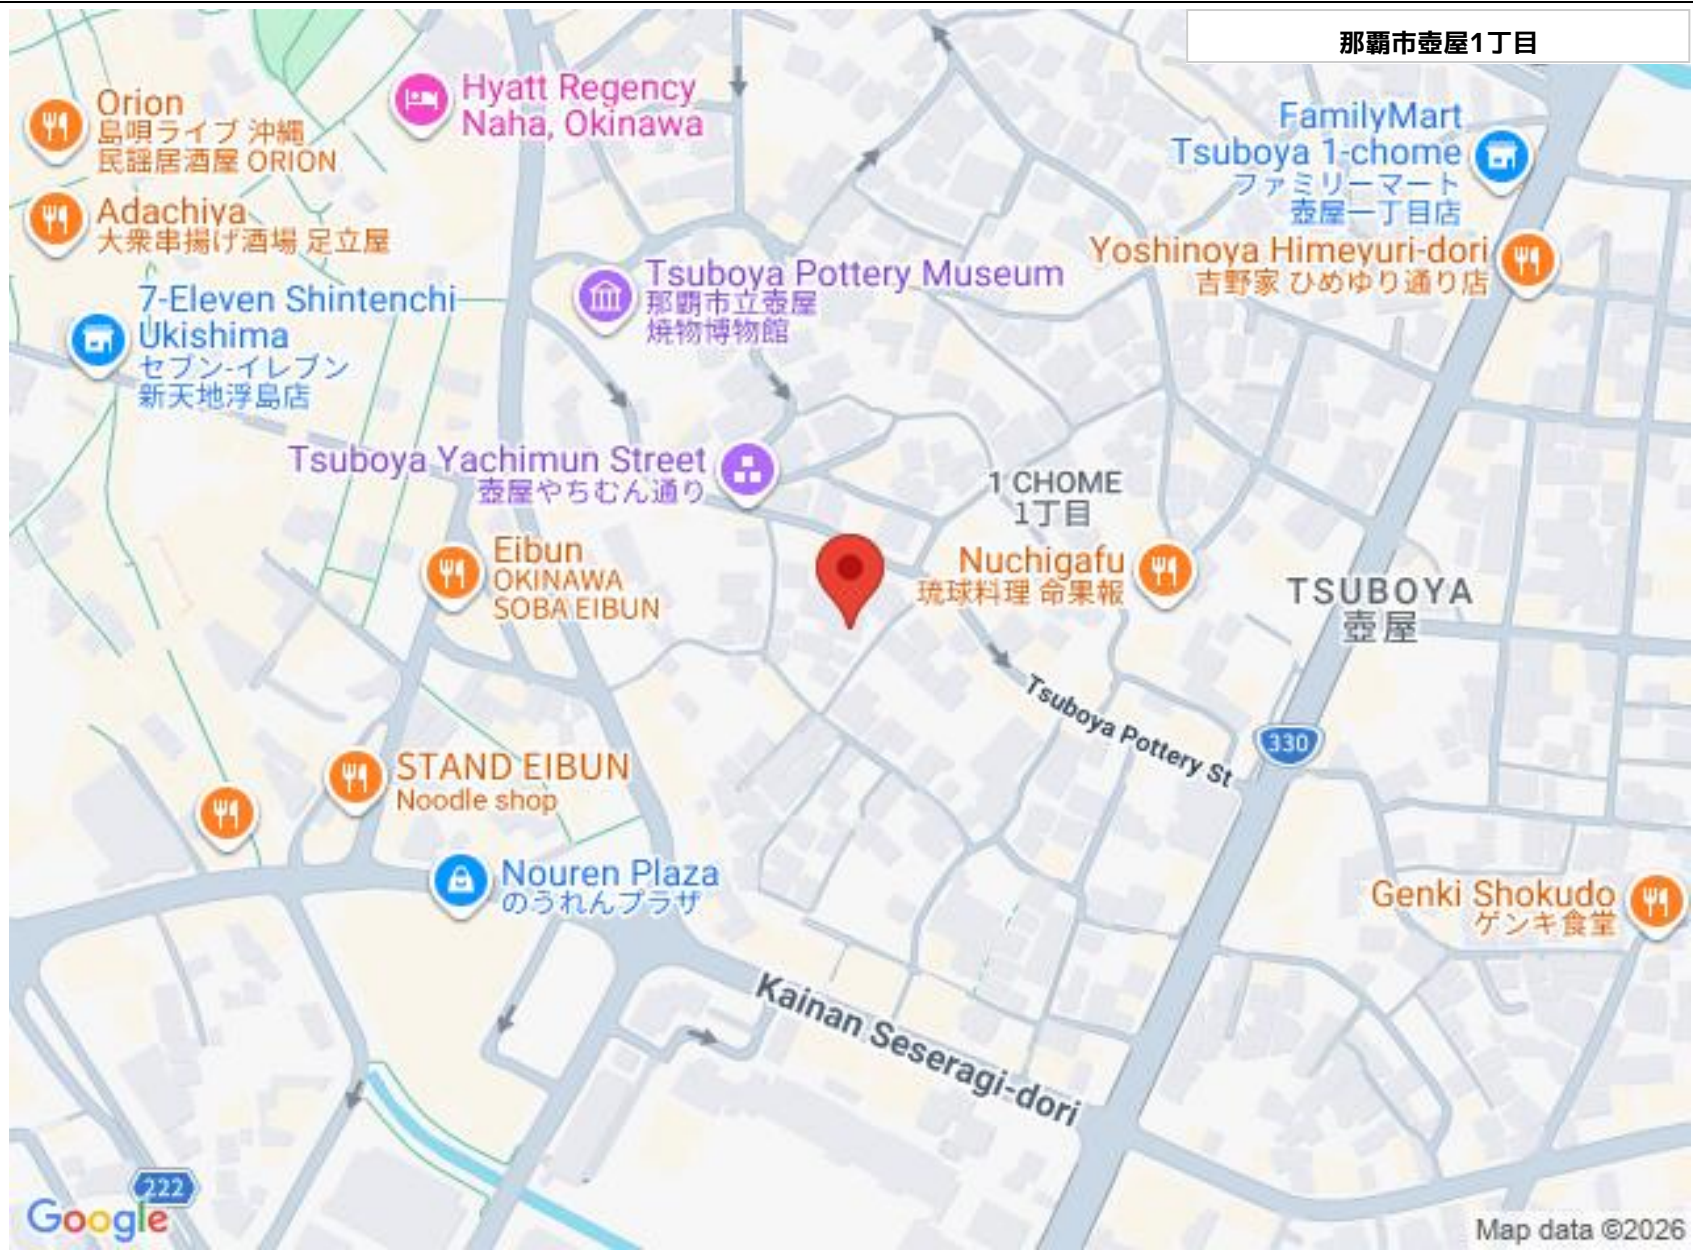 那覇市壺屋1丁目
Orion
島唄ライブ 沖縄
民謡居酒屋 ORION
Hyatt Regency
Naha, Okinawa
FamilyMart
Tsuboya 1-chome
ファミリーマート
壺屋一丁目店
Adachiya
大衆串揚げ酒場 足立屋
Yoshinoya Himeyuri-dori
吉野家 ひめゆり通り店
Tsuboya Pottery Museum
那覇市立壺屋
焼物博物館
7-Eleven Shintenchi
Ukishima
セブン-イレブン
新天地浮島店
Tsuboya Yachimun Street
壺屋やちむん通り
1 CHOME
1丁目
Eibun
OKINAWA
SOBA EIBUN
Nuchigafu
琉球料理 命果報
TSUBOYA
壺屋
Tsuboya Pottery St
330
STAND EIBUN
Noodle shop
Nouren Plaza
のうれんプラザ
Genki Shokudo
ゲンキ食堂
Kainan Seseragi-dori
222
Google
Map data ©2026